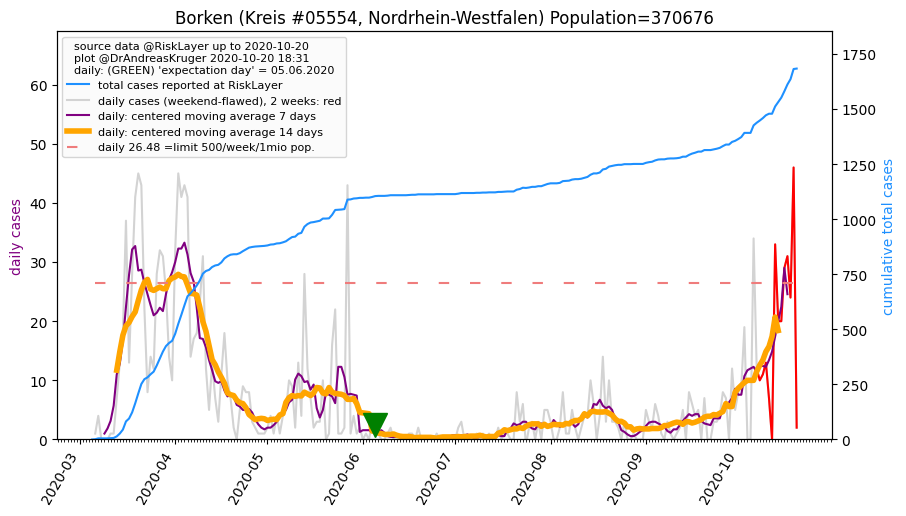 Borken (Kreis #05554, Nordrhein-Westfalen) Population=370676
source data @RiskLayer up to 2020-10-20
plot @DrAndreasKruger 2020-10-20 18:31
daily: (GREEN) 'expectation day' = 05.06.2020
total cases reported at RiskLayer
daily cases (weekend-flawed), 2 weeks: red
daily: centered moving average 7 days
daily: centered moving average 14 days
daily 26.48 =limit 500/week/1mio pop.
daily cases
60
50
40
30
20
10
0
cumulative total cases
1750
1500
1250
1000
750
500
250
0
2020-03
2020-04
2020-05
2020-06
2020-07
2020-08
2020-09
2020-10